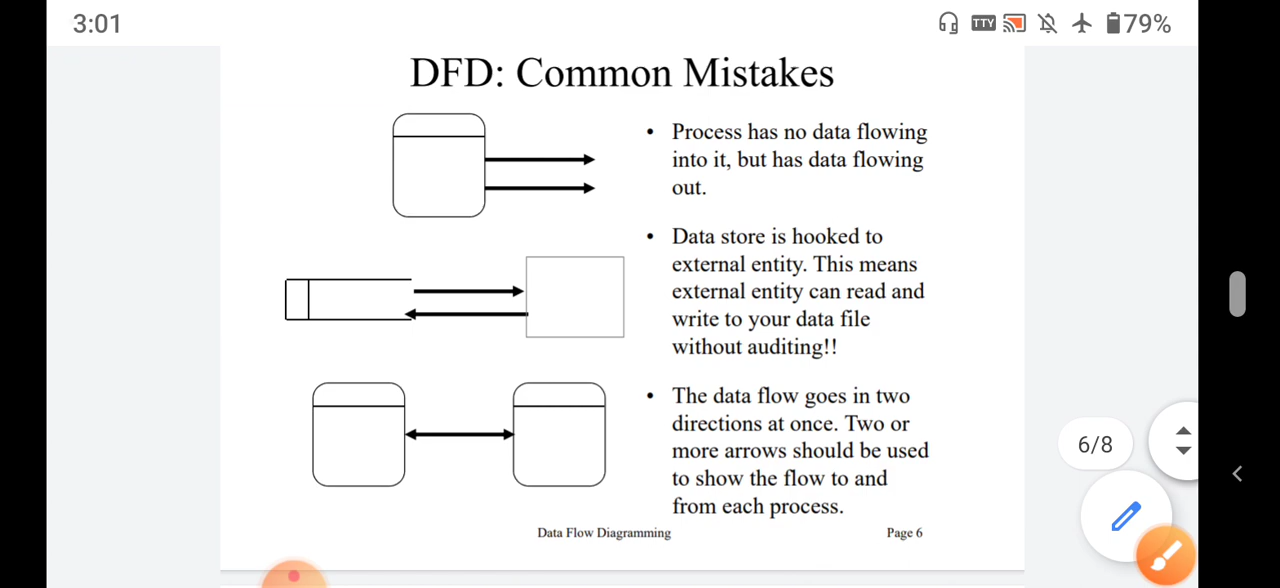 3:01
TTY
79%
DFD: Common Mistakes
• Process has no data flowing
into it, but has data flowing
out.
• Data store is hooked to
external entity. This means
external entity can read and
write to your data file
without auditing!!
• The data flow goes in two
directions at once. Two or
more arrows should be used
to show the flow to and
from each process.
6/8
Data Flow Diagramming
Page 6